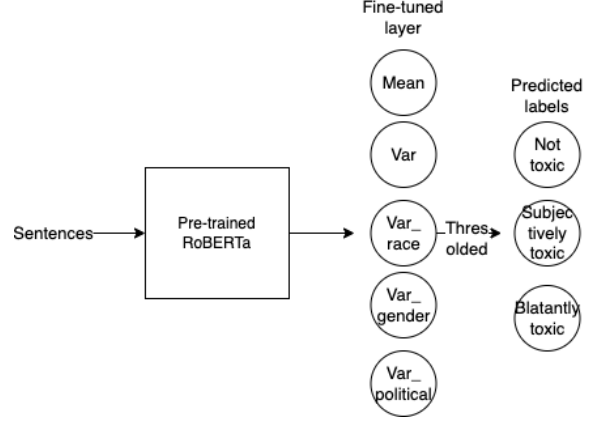 Fine-tuned
layer
Mean
Predicted
labels
Var
Not
toxic
Sentences
Pre-trained
RoBERTa
Var_
race
Thres
olded
Subjec
tively
toxic
Var_
gender
Blatantly
toxic
Var_
political